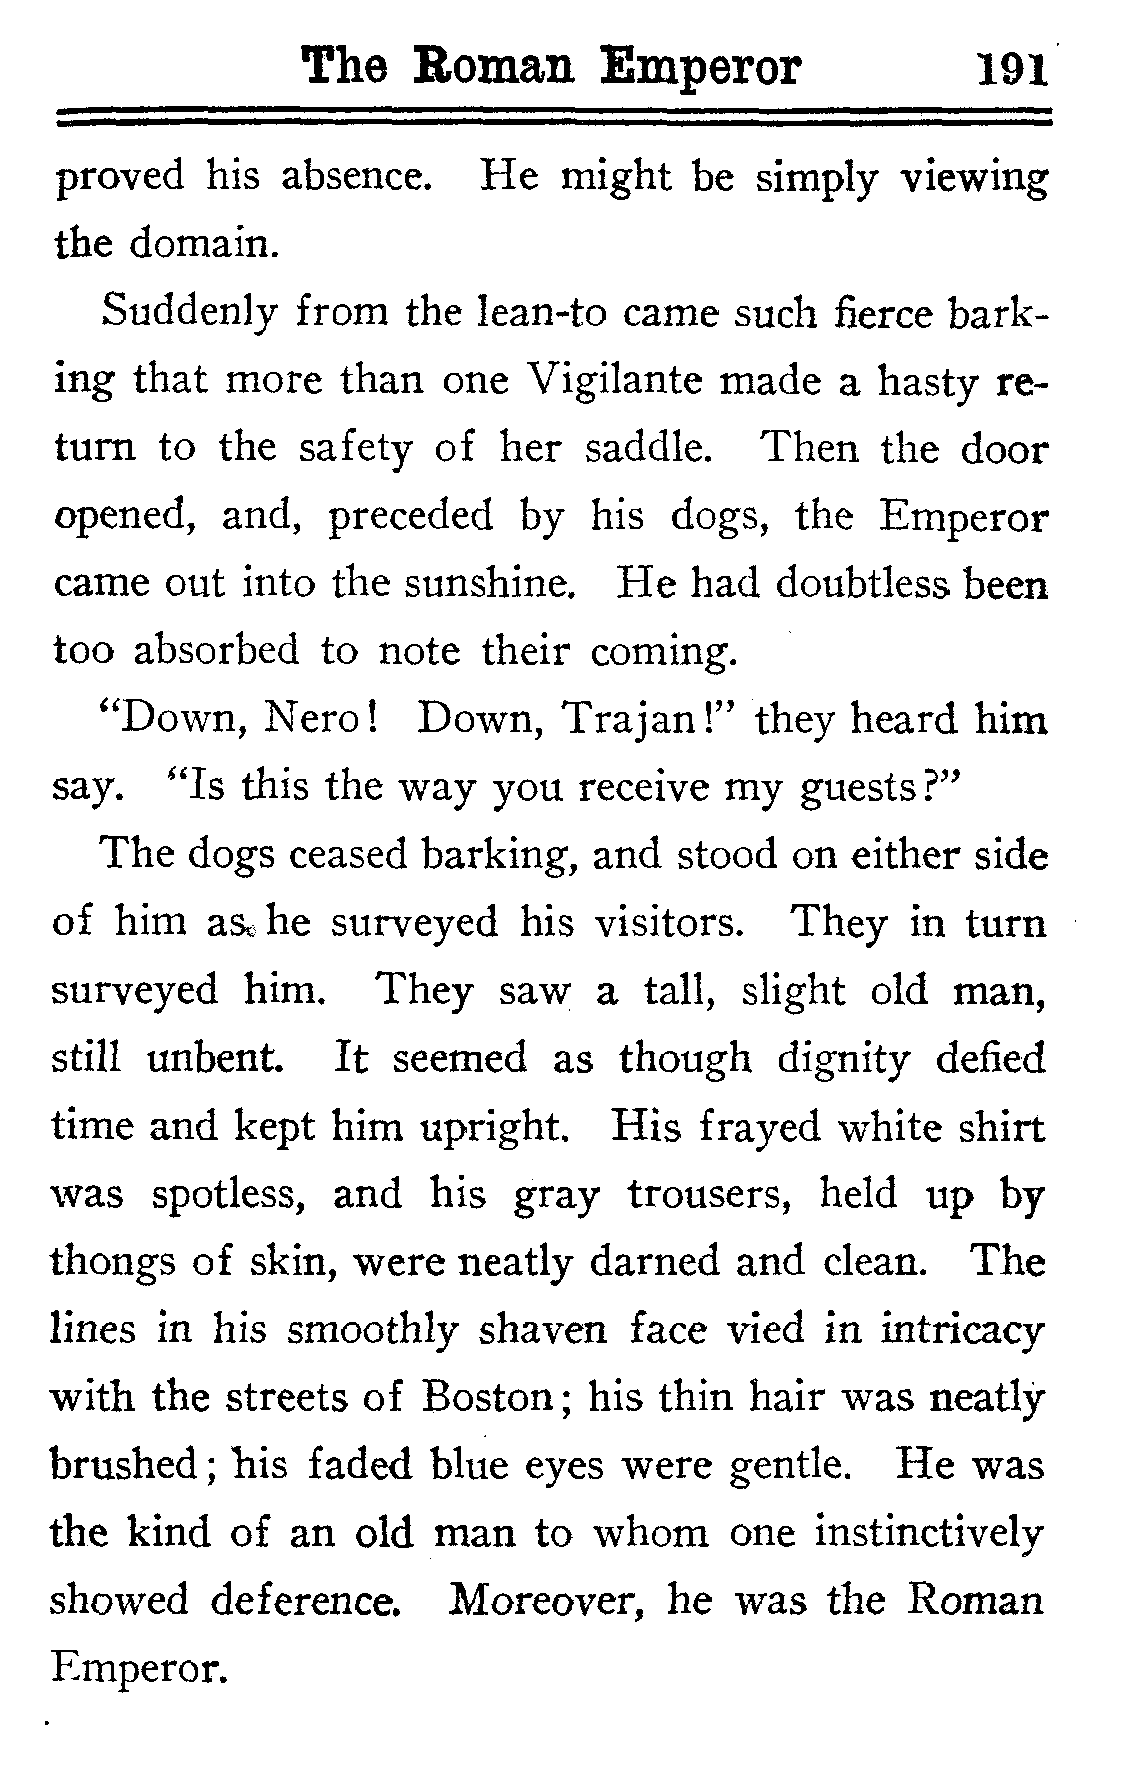 The Roman Emperor 191
proved his absence. He might be simply viewing
the domain.
Suddenly from the lean-to came such fierce bark-
ing that more than one Vigilante made a hasty re-
turn to the safety of her saddle. Then the door
opened, and, preceded by his dogs, the Emperor
came out into the sunshine. He had doubtless been
too absorbed to note their coming.
“Down, Nero! Down, Trajan!” they heard him
say. “Is this the way you receive my guests?”
The dogs ceased barking, and stood on either side
of him as he surveyed his visitors. They in turn
surveyed him. They saw a tall, slight old man,
still unbent. It seemed as though dignity defied
time and kept him upright. His frayed white shirt
was spotless, and his gray trousers, held up by
thongs of skin, were neatly darned and clean. The
lines in his smoothly shaven face vied in intricacy
with the streets of Boston; his thin hair was neatly
brushed; his faded blue eyes were gentle. He was
the kind of an old man to whom one instinctively
showed deference. Moreover, he was the Roman
Emperor.